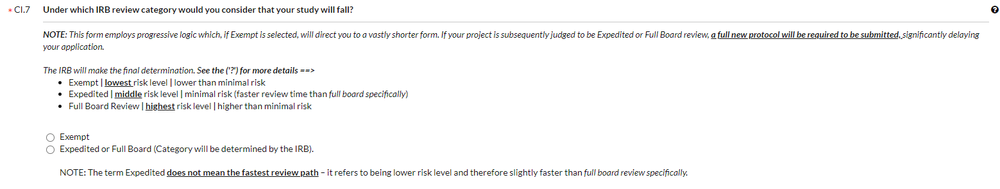 * CI.7 Under which IRB review category would you consider that your study will fall? ?
NOTE: This form employs progressive logic which, if Exempt is selected, will direct you to a vastly shorter form. If your project is subsequently judged to be Expedited or Full Board review, a full new protocol will be required to be submitted, significantly delaying
your application.
The IRB will make the final determination. See the ('?') for more details ==>
• Exempt | lowest risk level | lower than minimal risk
• Expedited | middle risk level | minimal risk (faster review time than full board specifically)
• Full Board Review | highest risk level | higher than minimal risk
Exempt
Expedited or Full Board (Category will be determined by the IRB).
NOTE: The term Expedited does not mean the fastest review path – it refers to being lower risk level and therefore slightly faster than full board review specifically.